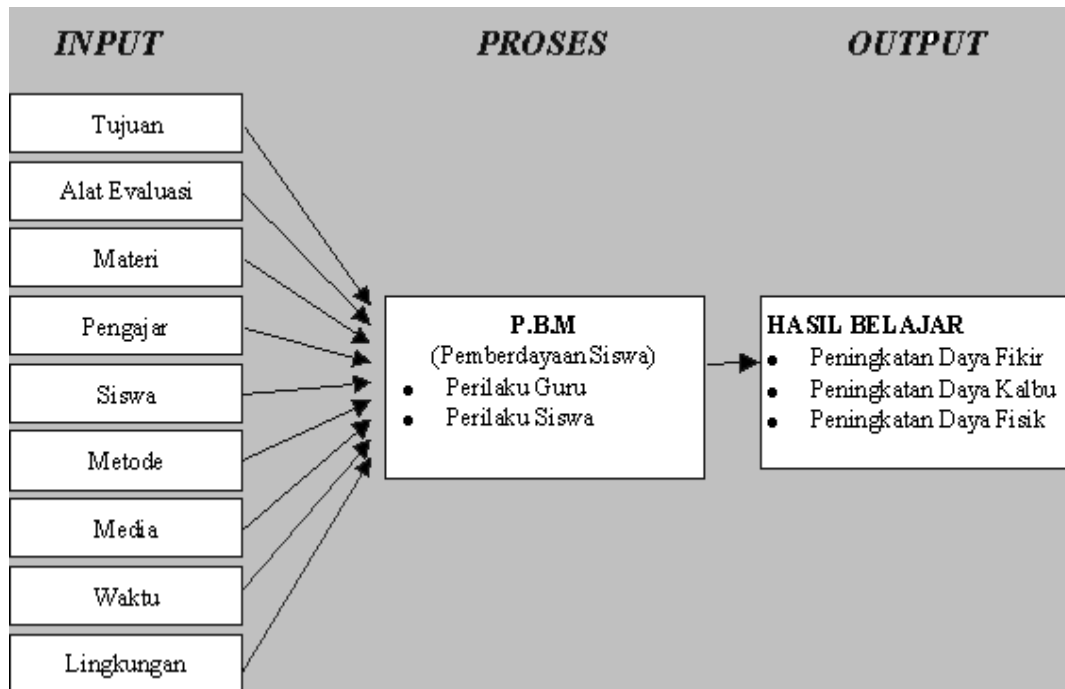 INPUT
PROSES
OUTPUT
Tujuan
Alat Evaluasi
Materi
Pengajar
Siswa
Metode
Media
Waktu
Lingkungan
P.B.M
(Pemberdayaan Siswa)
● Perilaku Guru
● Perilaku Siswa
HASIL BELAJAR
● Peningkatan Daya Fikir
● Peningkatan Daya Kalbu
● Peningkatan Daya Fisik